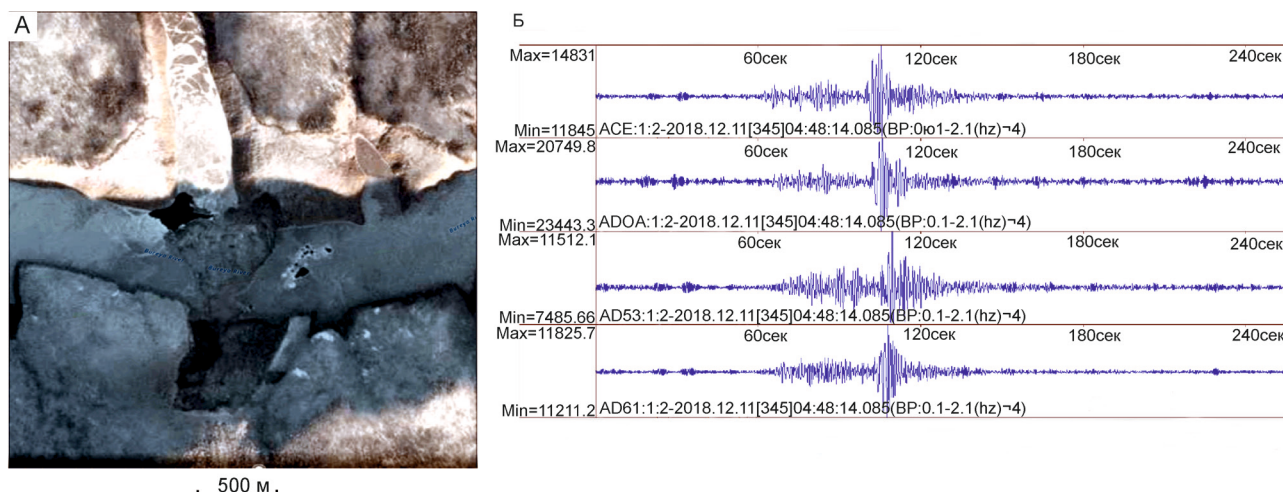 А
Б
Max=14831
60сек 120сек 180сек 240сек
Min=11845 ACE:1:2-2018.12.11[345]04:48:14.085(BP:0ю1-2.1(hz)¬4)
Max=20749.8
60сек 120сек 180сек 240сек
Min=23443.3 ADOA:1:2-2018.12.11[345]04:48:14.085(BP:0.1-2.1(hz)¬4)
Max=11512.1
60сек 120сек 180сек 240сек
Min=7485.66 AD53:1:2-2018.12.11[345]04:48:14.085(BP:0.1-2.1(hz)¬4)
Max=11825.7
60сек 120сек 180сек 240сек
Min=11211.2 AD61:1:2-2018.12.11[345]04:48:14.085(BP:0.1-2.1(hz)¬4)
. 500 м .